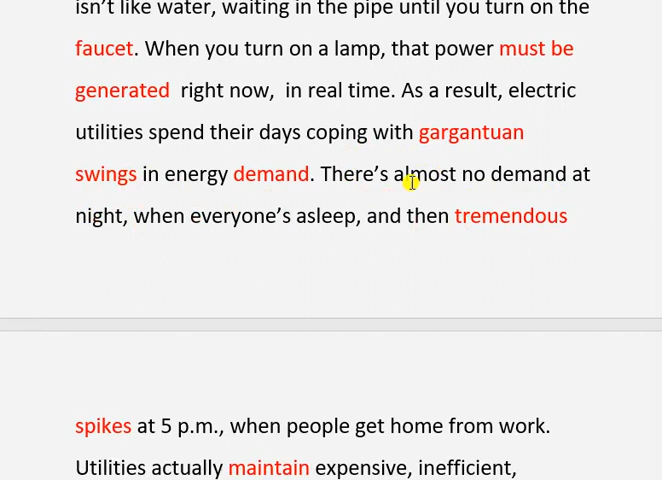 isn’t like water, waiting in the pipe until you turn on the
faucet. When you turn on a lamp, that power must be
generated  right now,  in real time. As a result, electric
utilities spend their days coping with gargantuan
swings in energy demand. There’s almost no demand at
night, when everyone’s asleep, and then tremendous
spikes at 5 p.m., when people get home from work.
Utilities actually maintain expensive, inefficient,